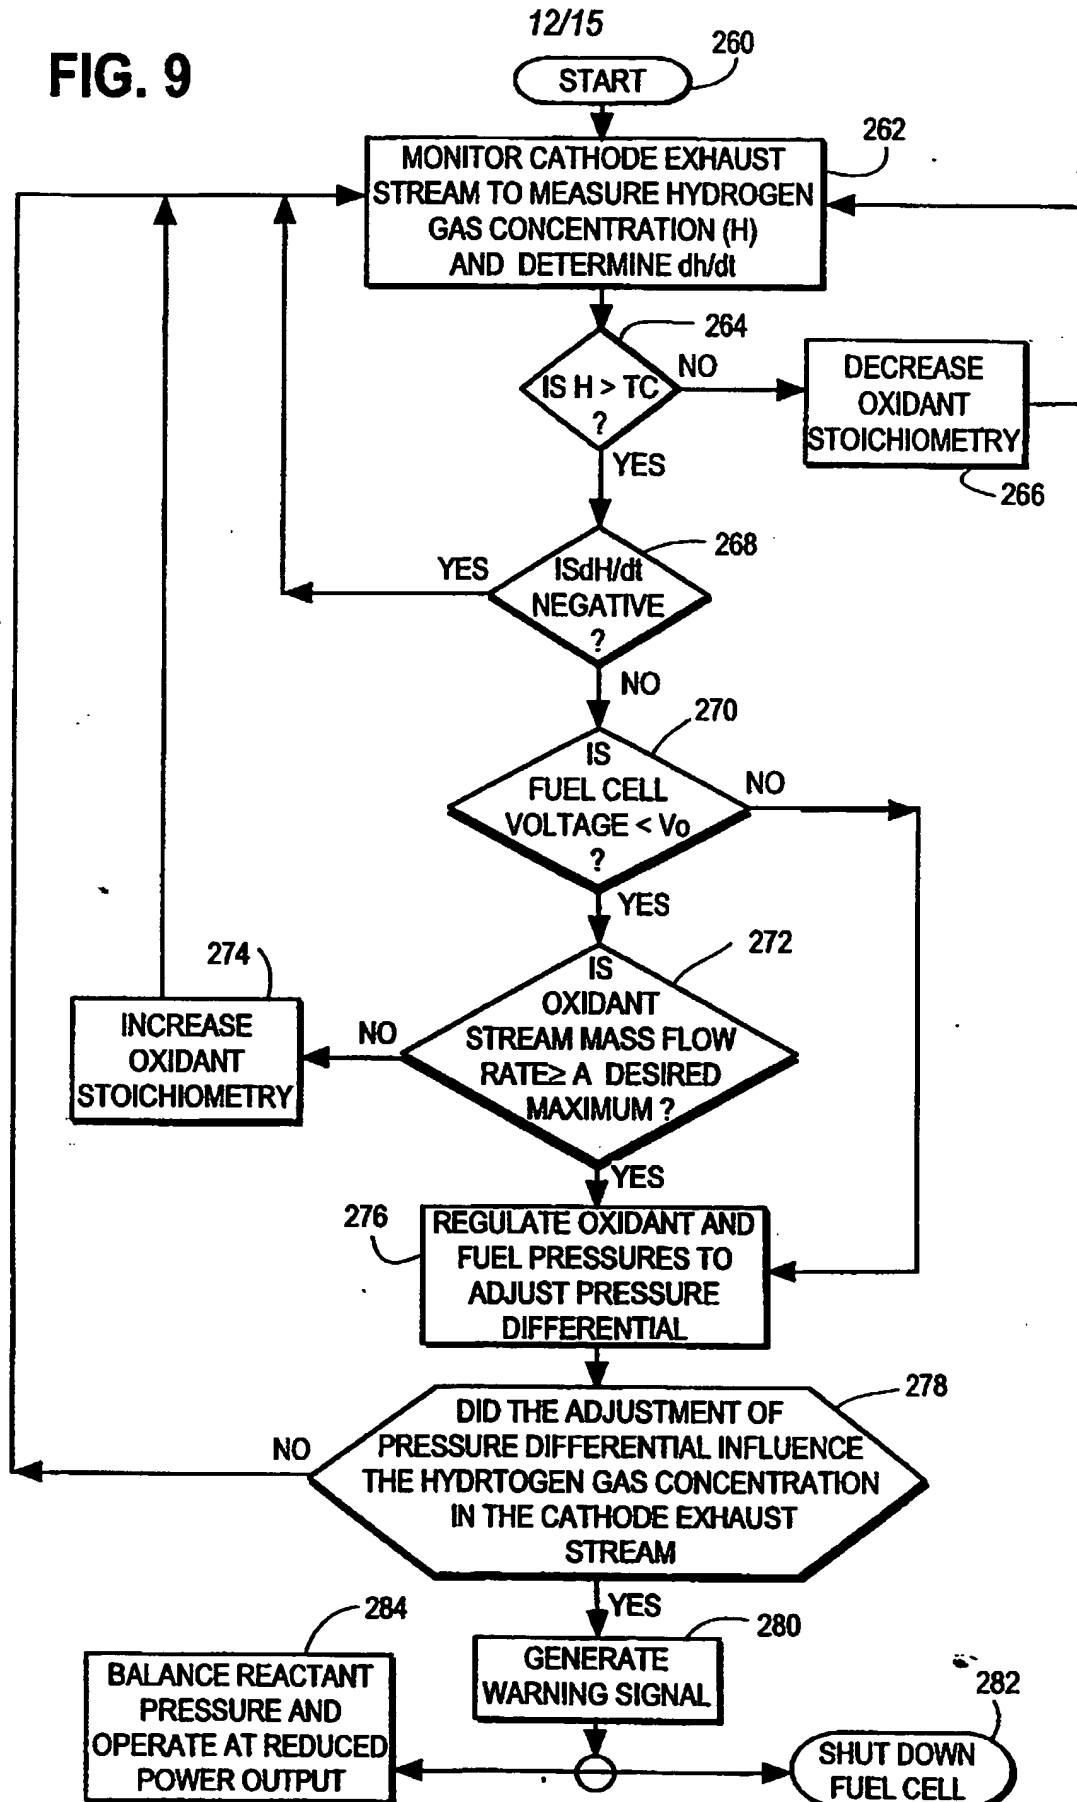 12/15
FIG. 9
START
260
262
MONITOR CATHODE EXHAUST
STREAM TO MEASURE HYDROGEN
GAS CONCENTRATION (H)
AND DETERMINE dh/dt
264
IS H > TC
?
NO
YES
DECREASE
OXIDANT
STOICHIOMETRY
266
268
ISdH/dt
NEGATIVE
?
YES
NO
270
IS
FUEL CELL
VOLTAGE < Vo
?
NO
YES
272
IS
OXIDANT
STREAM MASS FLOW
RATE≥ A DESIRED
MAXIMUM ?
NO
YES
274
INCREASE
OXIDANT
STOICHIOMETRY
276
REGULATE OXIDANT AND
FUEL PRESSURES TO
ADJUST PRESSURE
DIFFERENTIAL
278
DID THE ADJUSTMENT OF
PRESSURE DIFFERENTIAL INFLUENCE
THE HYDRTOGEN GAS CONCENTRATION
IN THE CATHODE EXHAUST
STREAM
NO
YES
280
GENERATE
WARNING SIGNAL
284
BALANCE REACTANT
PRESSURE AND
OPERATE AT REDUCED
POWER OUTPUT
282
SHUT DOWN
FUEL CELL